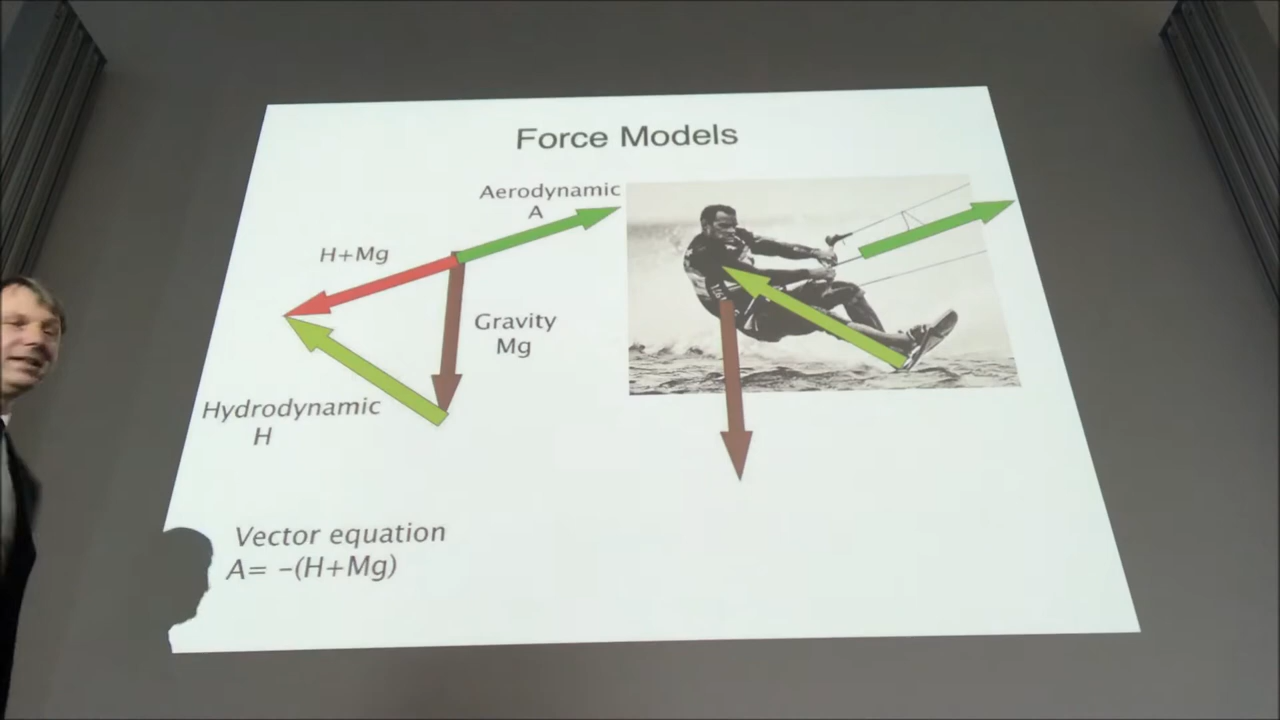 Force Models
Aerodynamic
A
H+Mg
Gravity
Mg
Hydrodynamic
H
Vector equation
A= -(H+Mg)